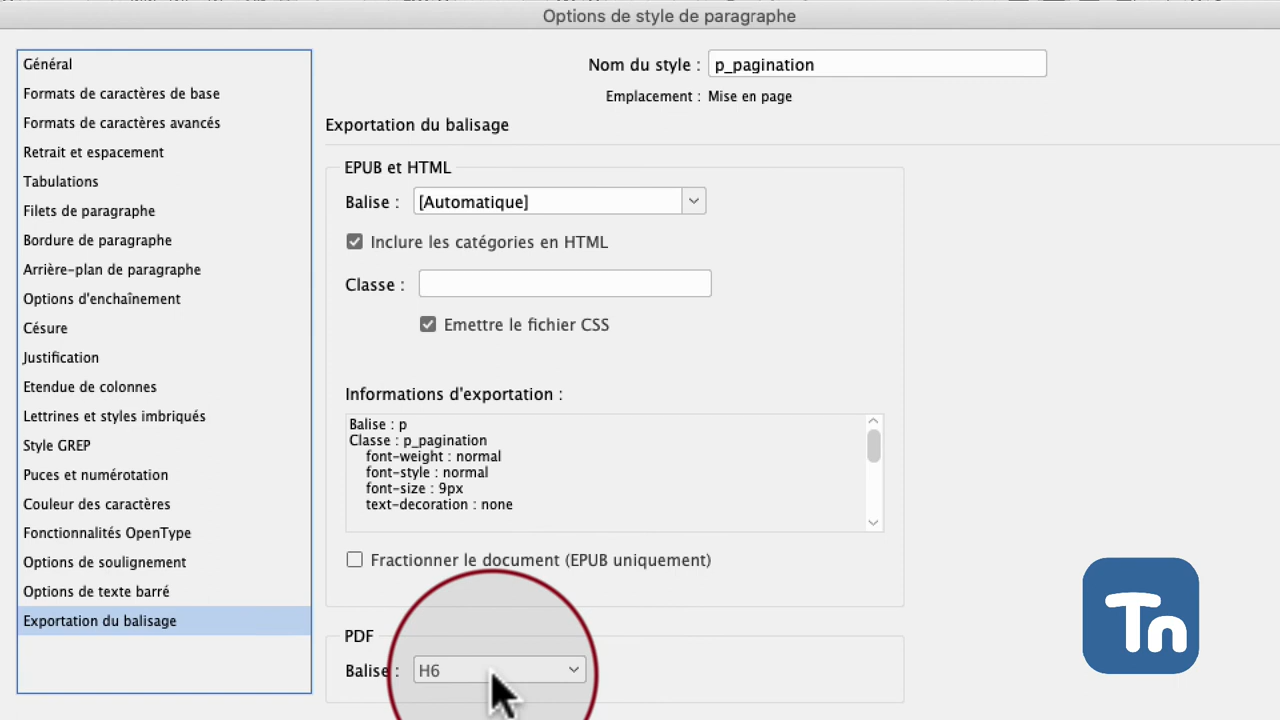 Options de style de paragraphe
Général
Formats de caractères de base
Formats de caractères avancés
Retrait et espacement
Tabulations
Filets de paragraphe
Bordure de paragraphe
Arrière-plan de paragraphe
Options d'enchaînement
Césure
Justification
Etendue de colonnes
Lettrines et styles imbriqués
Style GREP
Puces et numérotation
Couleur des caractères
Fonctionnalités OpenType
Options de soulignement
Options de texte barré
Exportation du balisage
Nom du style : p_pagination
Emplacement : Mise en page
Exportation du balisage
EPUB et HTML
Balise : [Automatique]
Inclure les catégories en HTML
Classe :
Emettre le fichier CSS
Informations d'exportation :
Balise : p
Classe : p_pagination
font-weight : normal
font-style : normal
font-size : 9px
text-decoration : none
Fractionner le document (EPUB uniquement)
PDF
Balise : H6
Tn